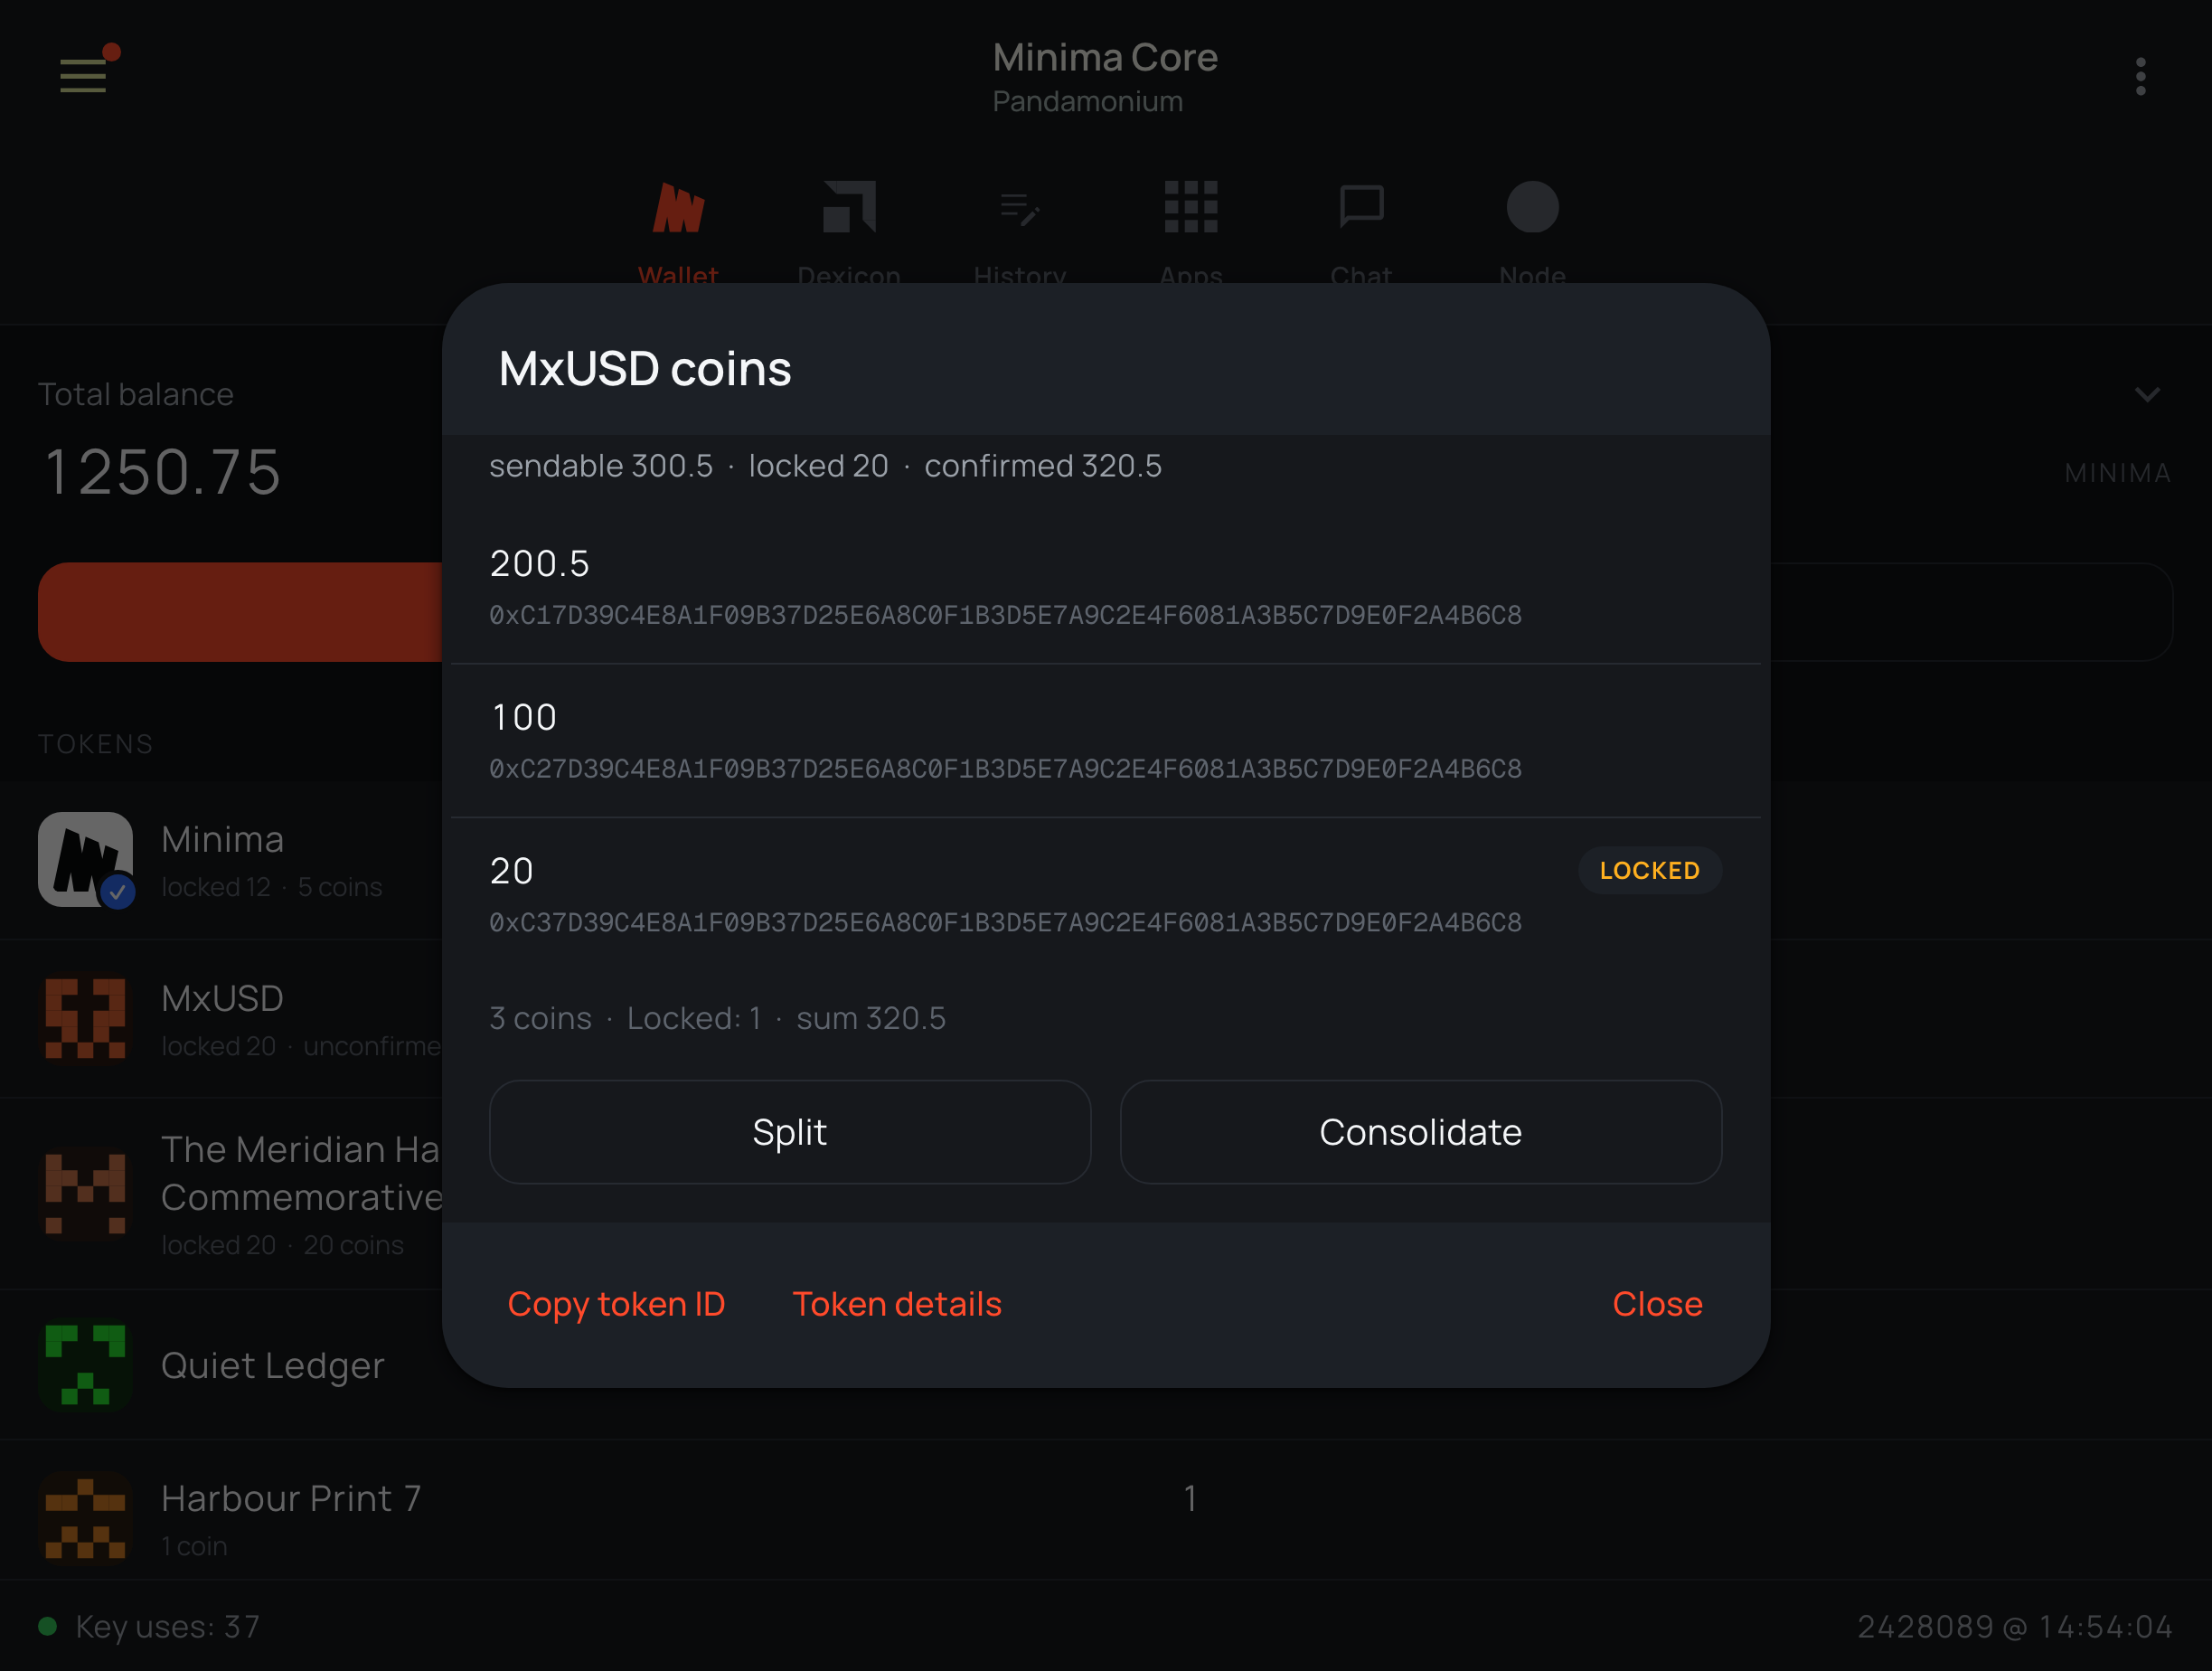 Minima Core
Pandamonium
Wallet
Dexicon
History
Apps
Chat
Node
Total balance
1250.75
MINIMA
TOKENS
Minima
locked 12 · 5 coins
MxUSD
locked 20 ·
The Meridian
Commemorative
locked 20 · 20 coins
Quiet Ledger
Harbour Print 7
1
1 coin
MxUSD coins
sendable 300.5 · locked 20 · confirmed 320.5
200.5
0xC17D39C4E8A1F09B37D25E6A8C0F1B3D5E7A9C2E4F6081A3B5C7D9E0F2A4B6C8
100
0xC27D39C4E8A1F09B37D25E6A8C0F1B3D5E7A9C2E4F6081A3B5C7D9E0F2A4B6C8
20
LOCKED
0xC37D39C4E8A1F09B37D25E6A8C0F1B3D5E7A9C2E4F6081A3B5C7D9E0F2A4B6C8
3 coins · Locked: 1 · sum 320.5
Split
Consolidate
Copy token ID
Token details
Close
Key uses: 37
2428089 @ 14:54:04